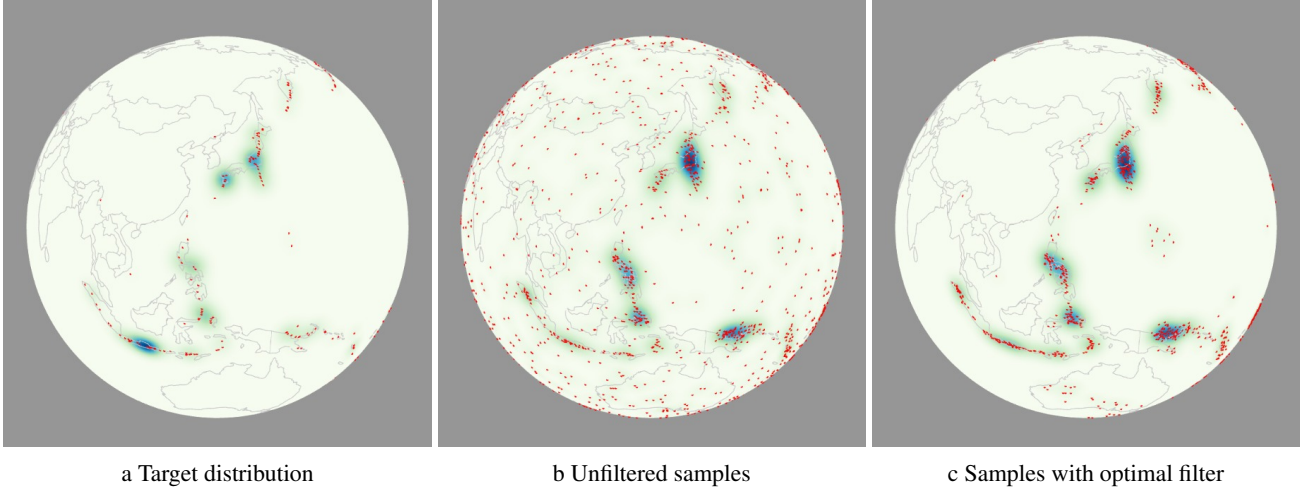 a Target distribution
b Unfiltered samples
c Samples with optimal filter